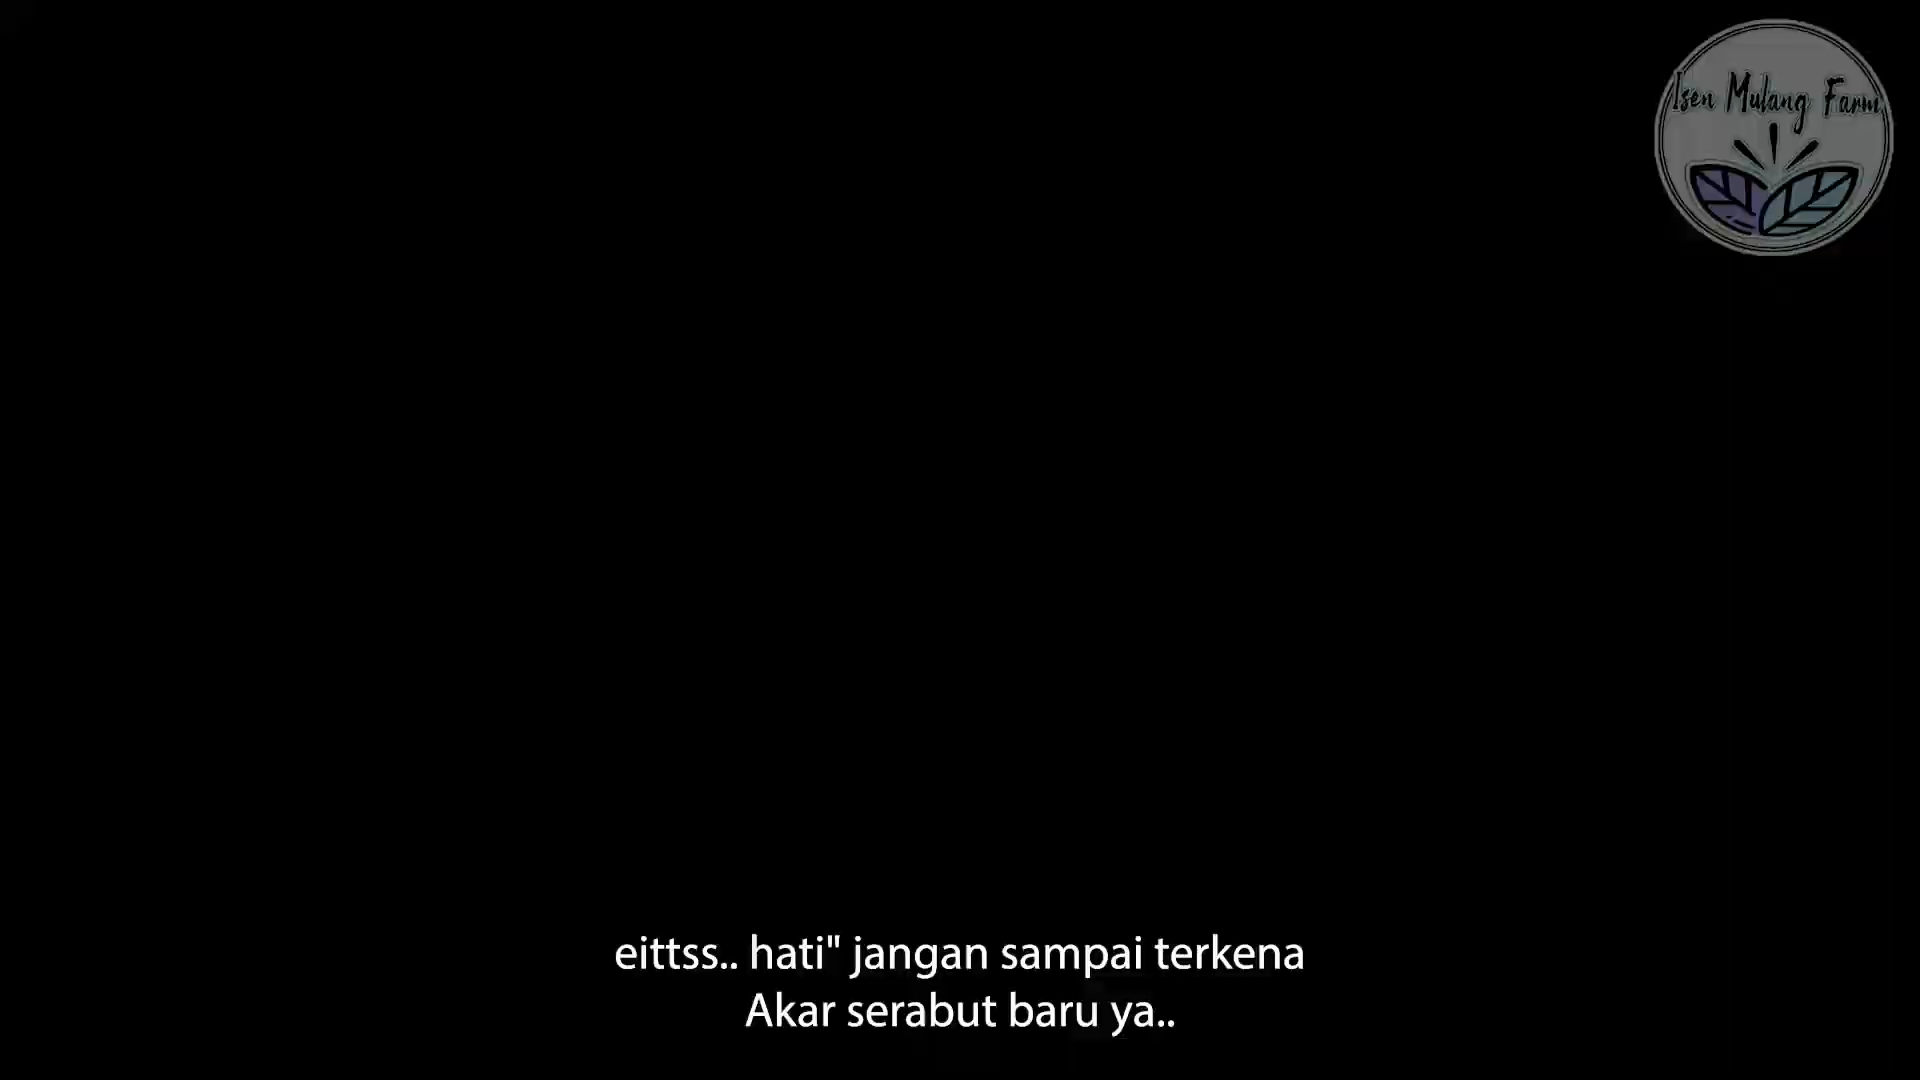 Isen Mulang Farm
eittss.. hati" jangan sampai terkena
Akar serabut baru ya..